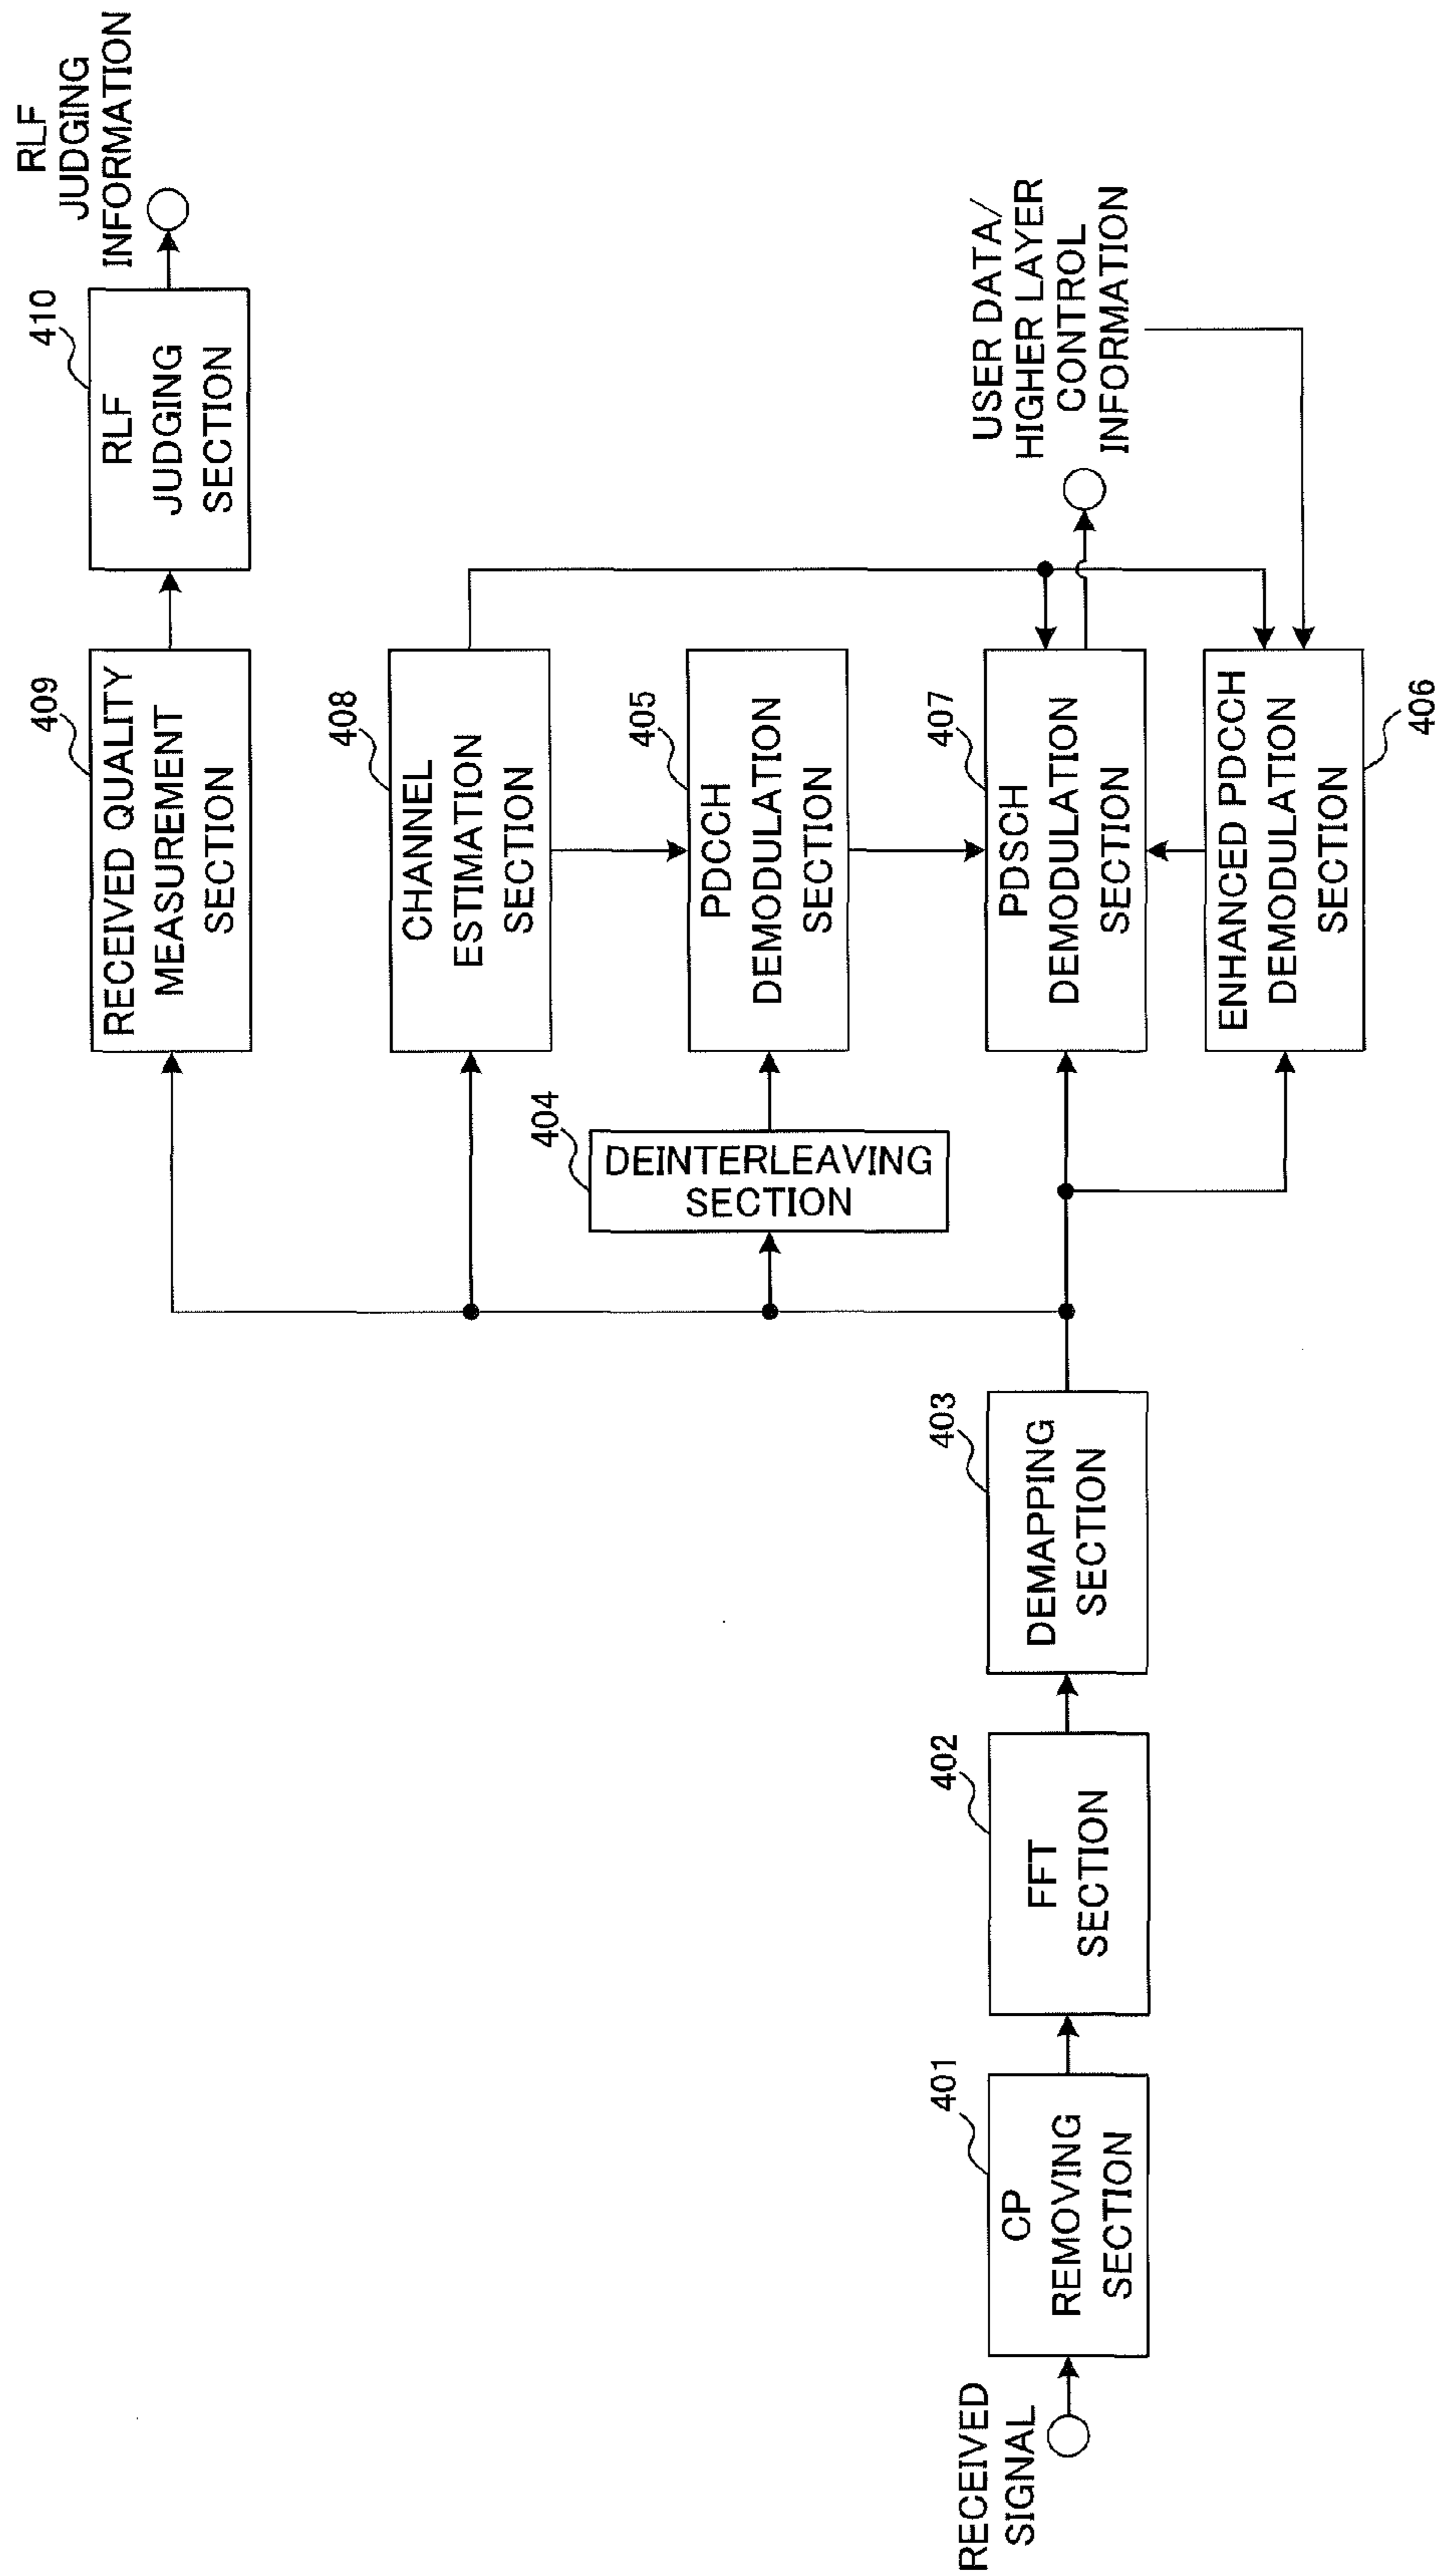 RECEIVED
SIGNAL
401
CP
REMOVING
SECTION
402
FFT
SECTION
403
DEMAPPING
SECTION
404
DEINTERLEAVING
SECTION
409
RECEIVED QUALITY
MEASUREMENT
SECTION
408
CHANNEL
ESTIMATION
SECTION
405
PDCCH
DEMODULATION
SECTION
407
PDSCH
DEMODULATION
SECTION
ENHANCED PDCCH
DEMODULATION
SECTION
406
410
RLF
JUDGING
SECTION
RLF
JUDGING
INFORMATION
USER DATA/
HIGHER LAYER
CONTROL
INFORMATION